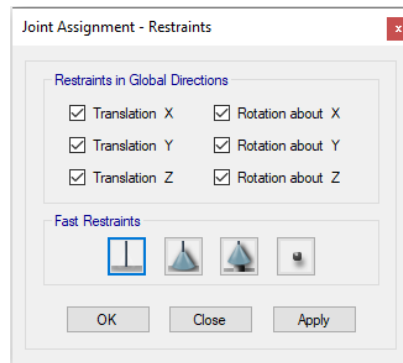 Joint Assignment - Restraints
x
Restraints in Global Directions
Translation X Rotation about X
Translation Y Rotation about Y
Translation Z Rotation about Z
Fast Restraints
OK Close Apply